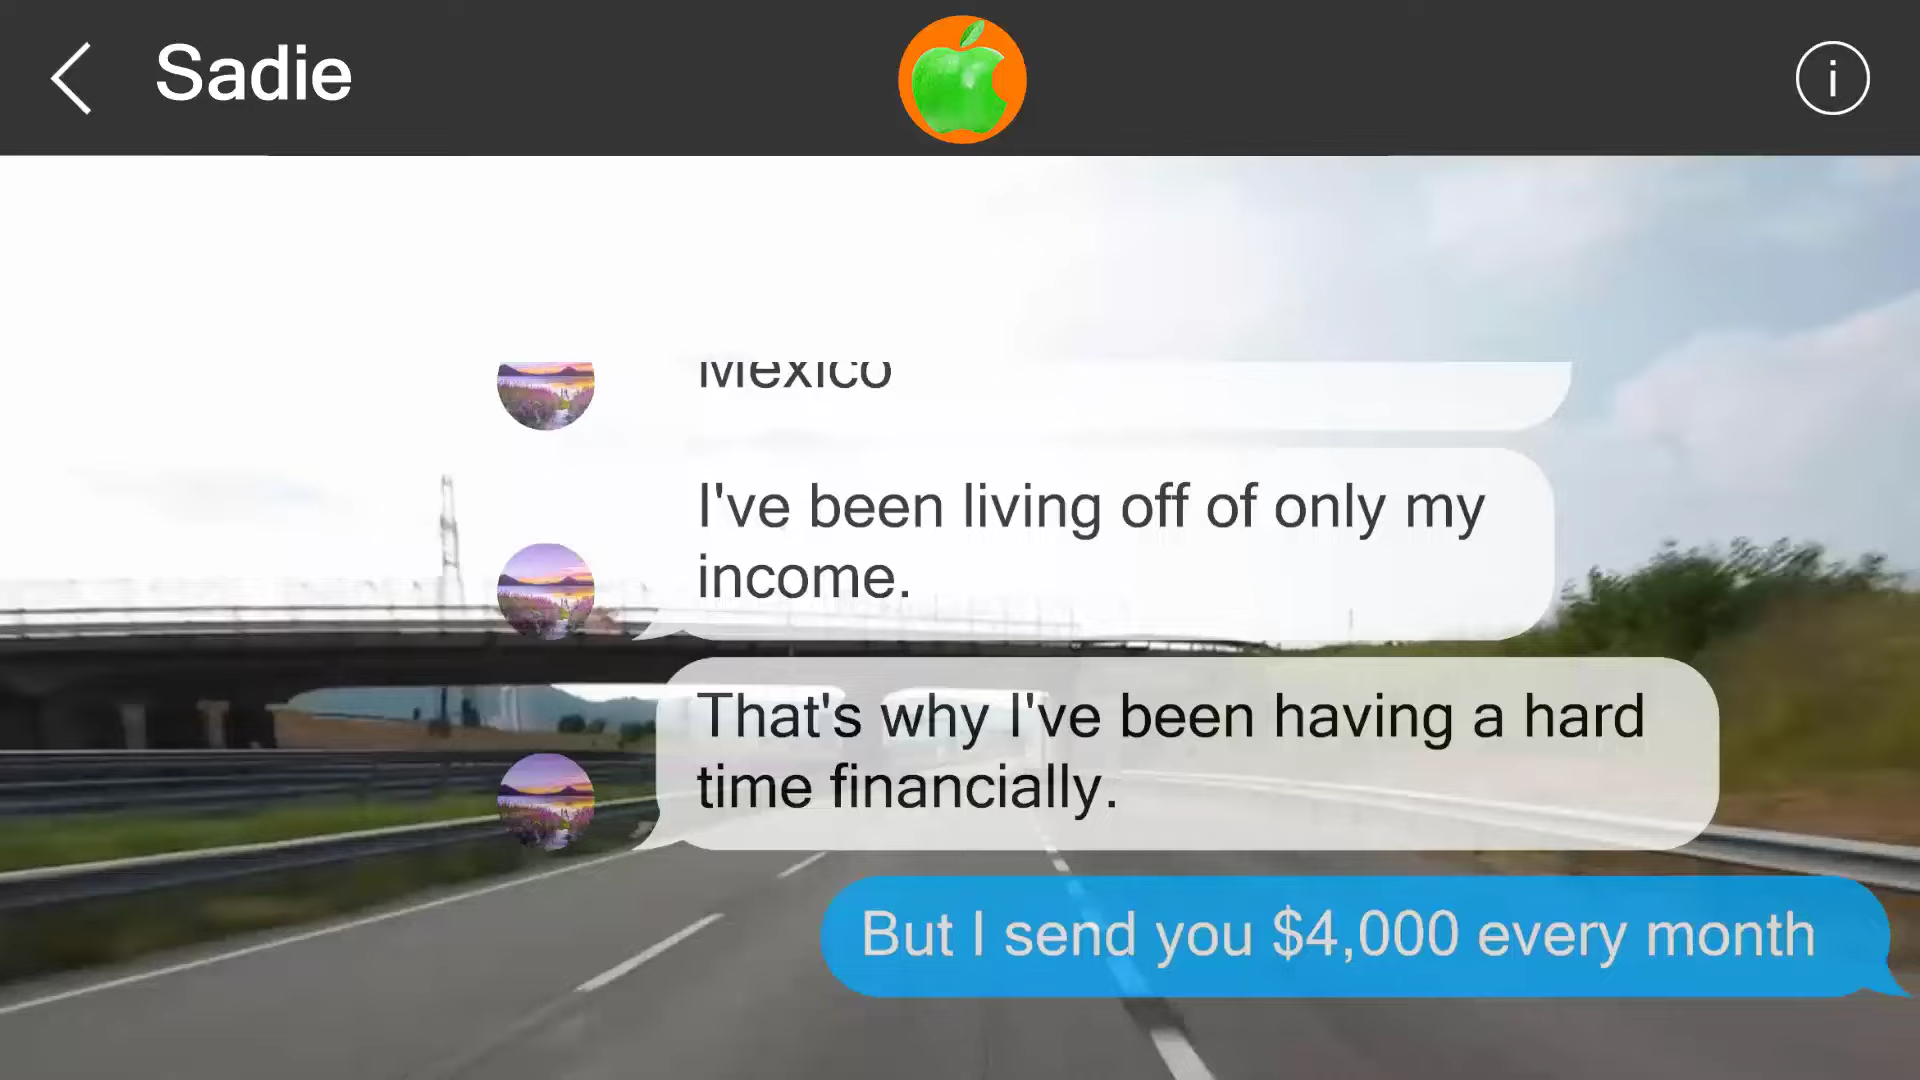 Sadie
Mexico
I've been living off of only my
income.
That's why I've been having a hard
time financially.
But I send you $4,000 every month